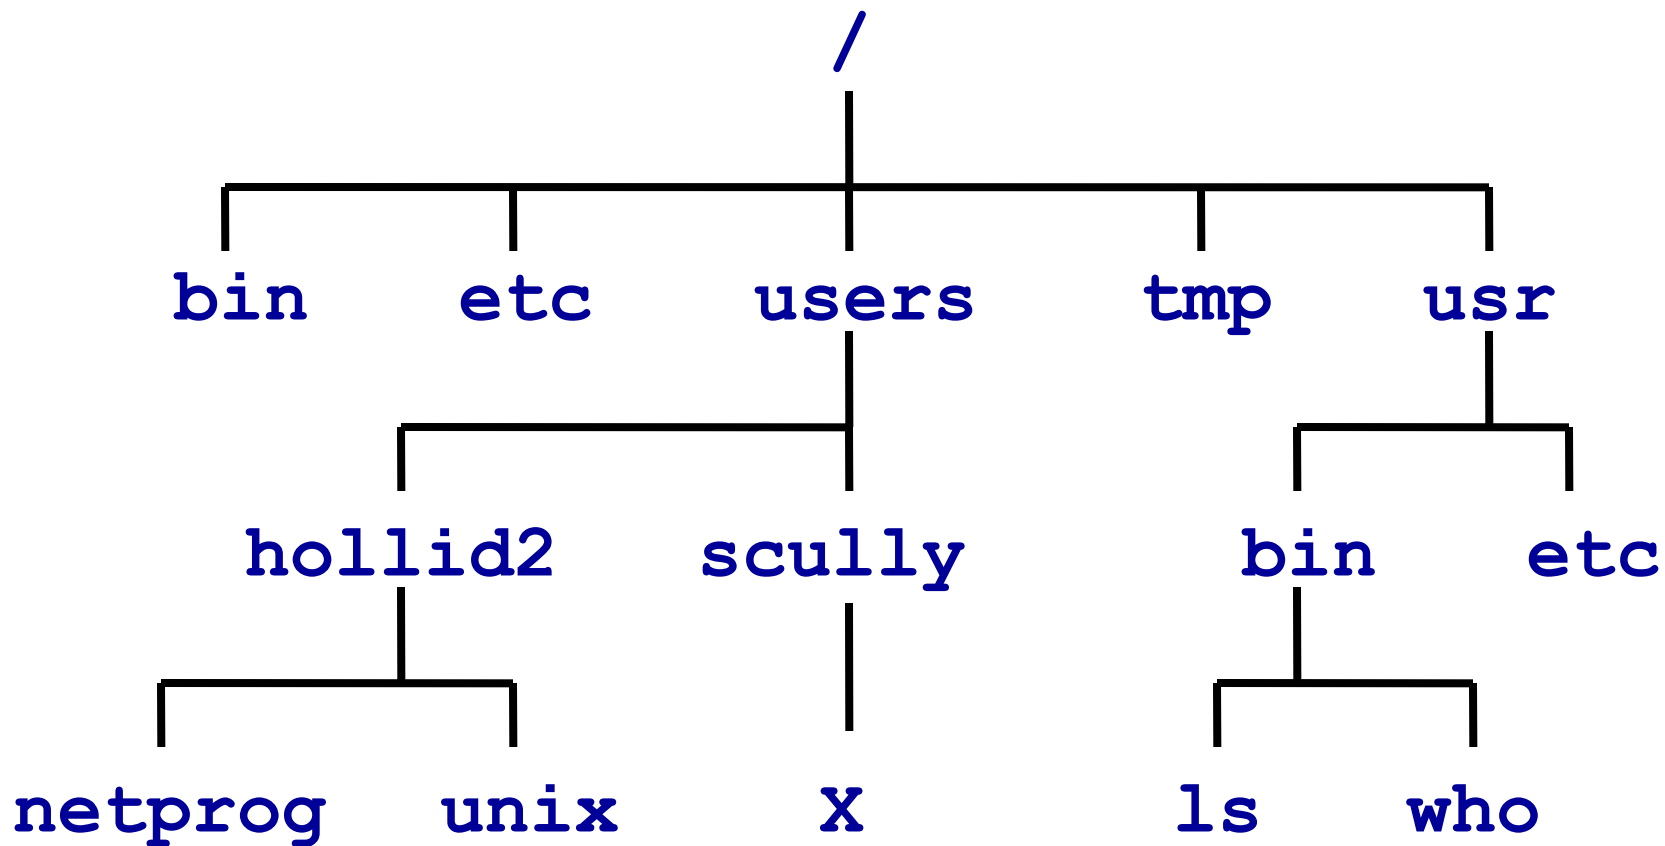 /
bin etc users tmp usr
hollid2 scully bin etc
netprog unix X ls who